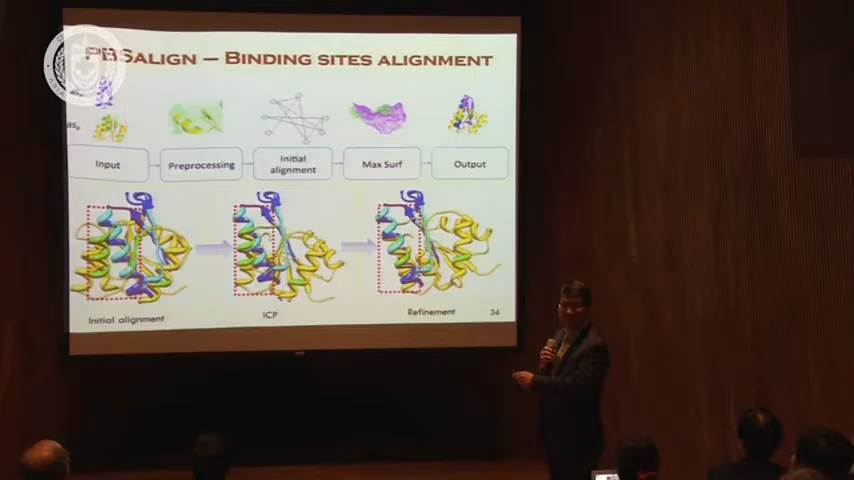 PBSALIGN – BINDING SITES ALIGNMENT
Input
Preprocessing
Initial
alignment
Max Surf
Output
Initial alignment
ICP
Refinement
34